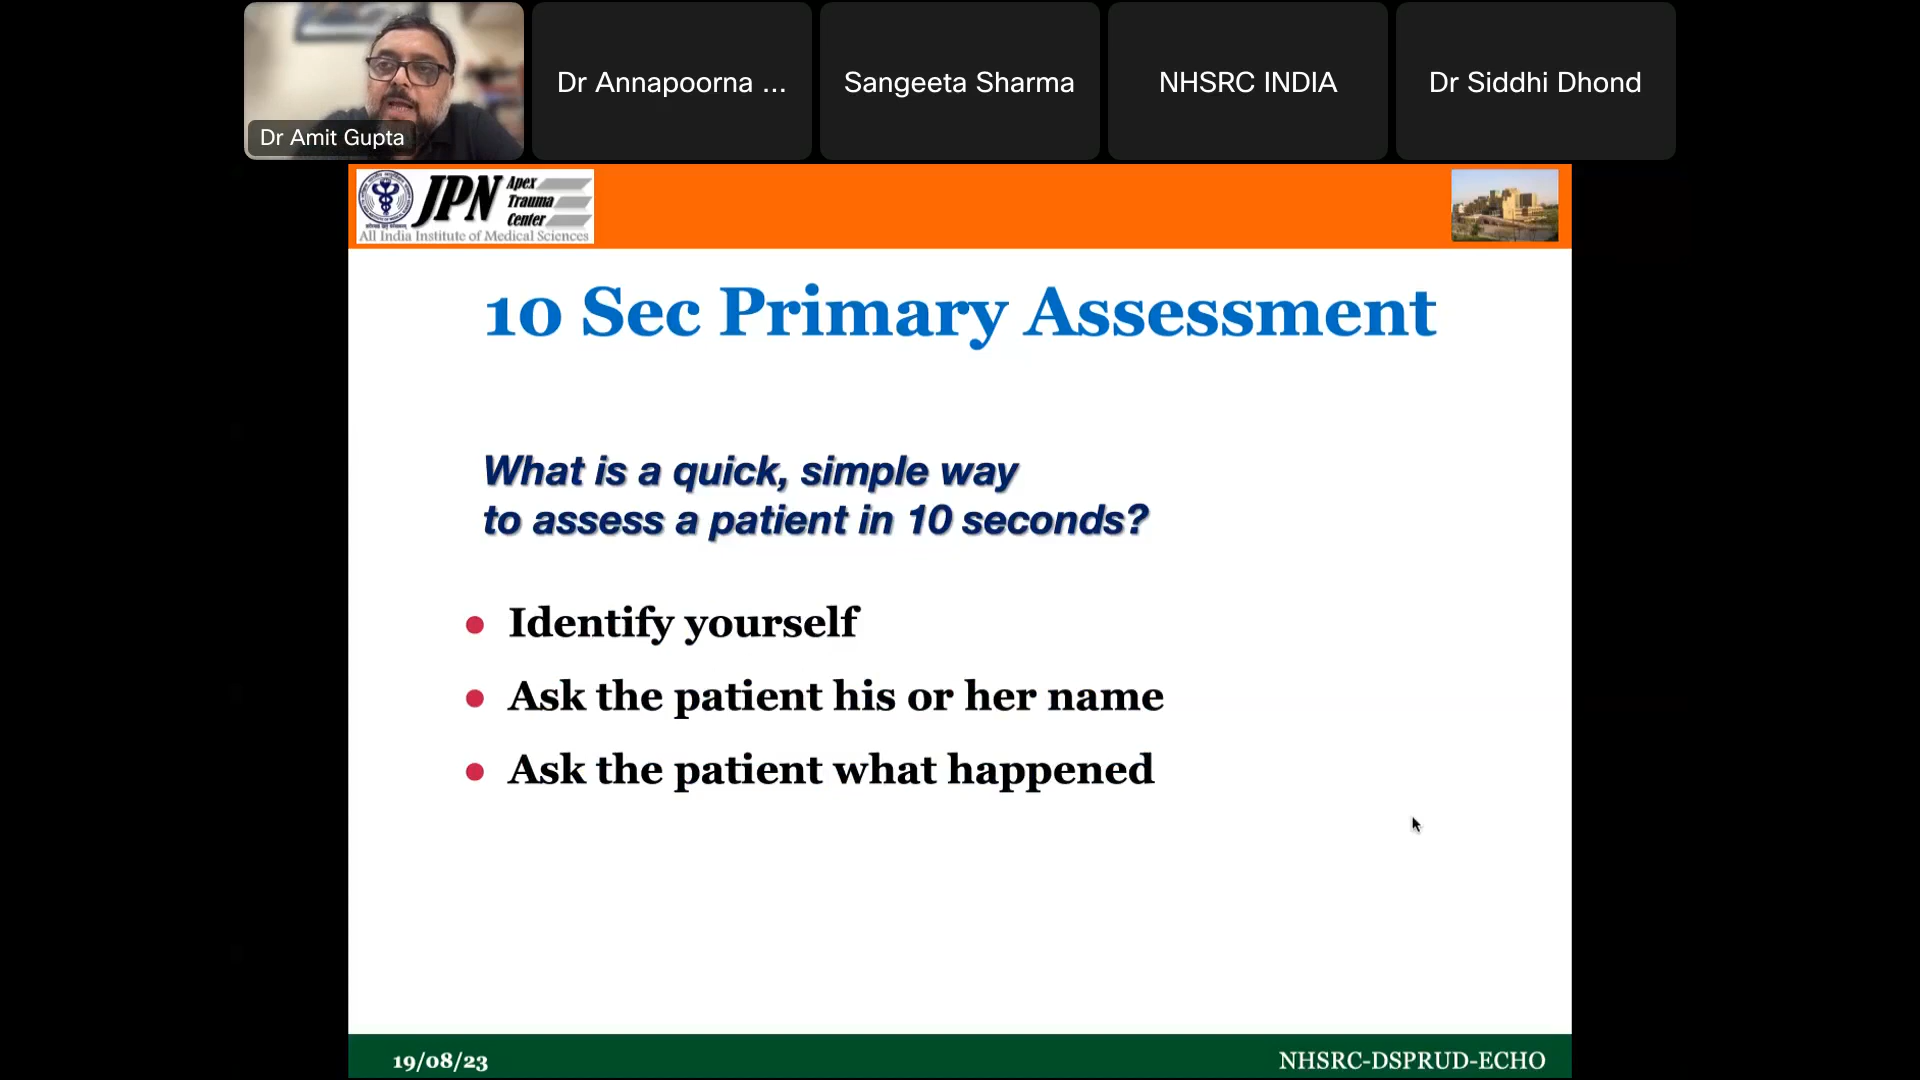 Dr Amit Gupta
Dr Annapoorna ...
Sangeeta Sharma
NHSRC INDIA
Dr Siddhi Dhond
JPN
Apex
Trauma
Center
All India Institute of Medical Sciences
10 Sec Primary Assessment
What is a quick, simple way
to assess a patient in 10 seconds?
Identify yourself
Ask the patient his or her name
Ask the patient what happened
19/08/23
NHSRC-DSPRUD-ECHO